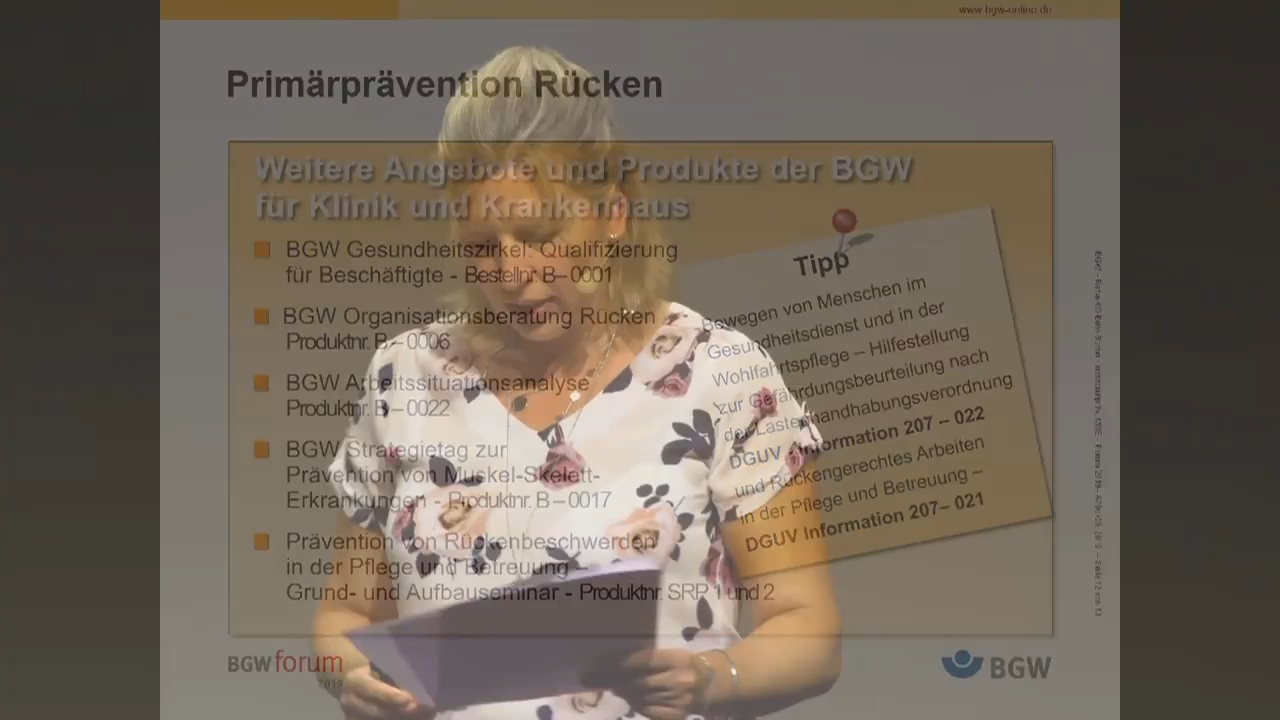 www.bgw-online.de
Primärprävention Rücken
Weitere Angebote und Produkte der BGW
für Klinik und Krankenhaus
BGW Gesundheitszirkel: Qualifizierung
für Beschäftigte - Bestellnr. B – 0001
BGW Organisationsberatung Rücken
Produktnr. B – 0006
BGW Arbeitssituationsanalyse
Produktnr. B – 0022
BGW Strategietag zur
Prävention von Muskel-Skelett-
Erkrankungen - Produktnr. B – 0017
Prävention von Rückenbeschwerden
in der Pflege und Betreuung
Grund- und Aufbauseminar - Produktnr. SRP 1 und 2
Tipp
Bewegen von Menschen im
Gesundheitsdienst und in der
Wohlfahrtspflege – Hilfestellung
zur Gefährdungsbeurteilung nach
der Lastenhandhabungsverordnung
DGUV - Information 207 – 022
und Rückengerechtes Arbeiten
in der Pflege und Betreuung –
DGUV Information 207– 021
BGW forum
2019
BGW